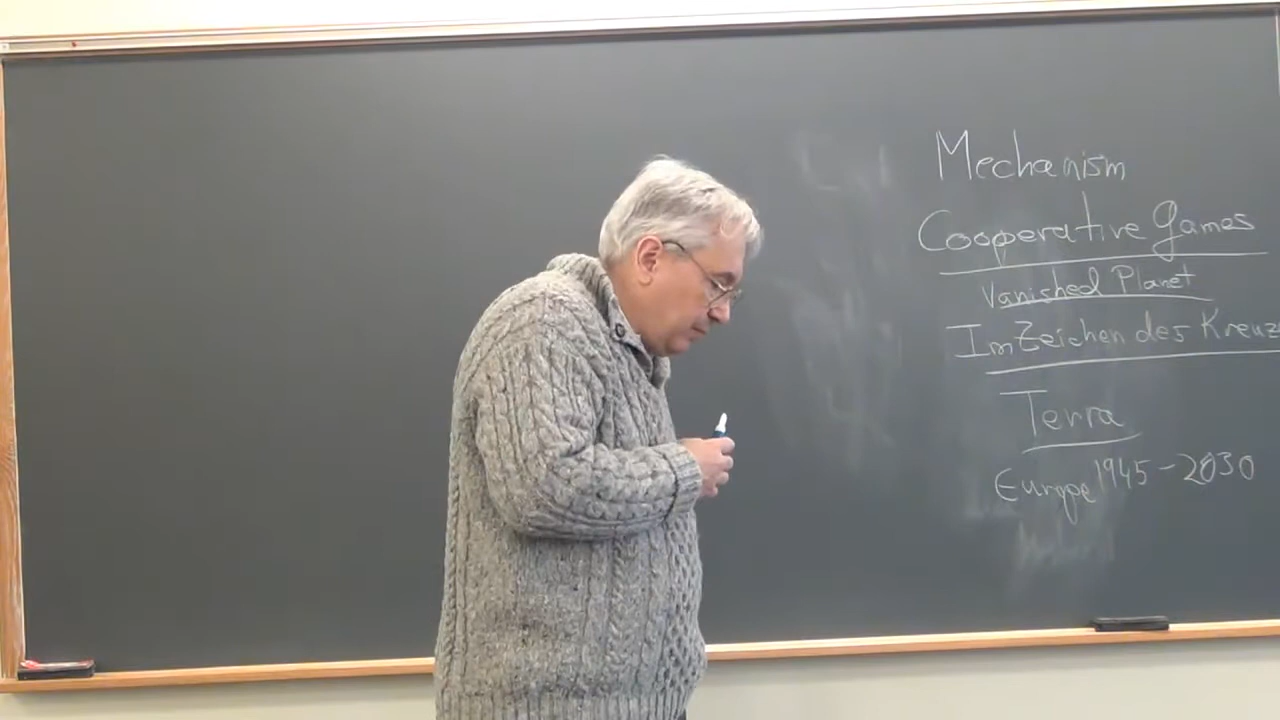 Mechanism
Cooperative Games
Vanished Planet
Im Zeichen des Kreuz
Terra
Europe 1945-2030